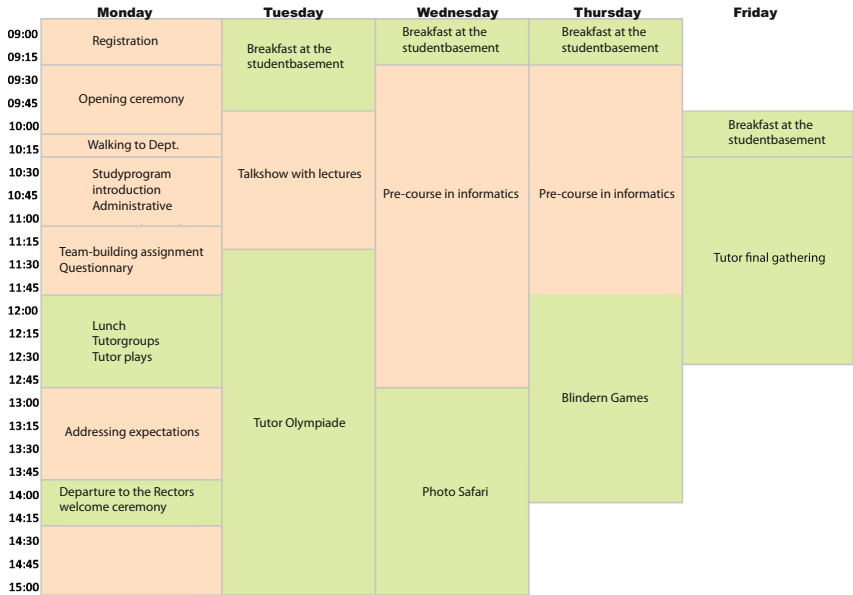 Monday Tuesday Wednesday Thursday Friday
09:00
09:15
09:30
09:45
10:00
10:15
10:30
10:45
11:00
11:15
11:30
11:45
12:00
12:15
12:30
12:45
13:00
13:15
13:30
13:45
14:00
14:15
14:30
14:45
15:00
Registration
Opening ceremony
Walking to Dept.
Studyprogram
introduction
Administrative
Team-building assignment
Questionnary
Lunch
Tutorgroups
Tutor plays
Addressing expectations
Departure to the Rectors
welcome ceremony
Breakfast at the
studentbasement
Talkshow with lectures
Tutor Olympiade
Breakfast at the
studentbasement
Pre-course in informatics
Photo Safari
Breakfast at the
studentbasement
Pre-course in informatics
Blindern Games
Breakfast at the
studentbasement
Tutor final gathering